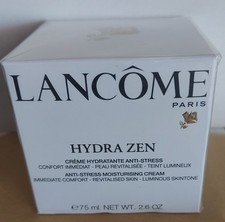 LANCÔME
PARIS
HYDRA ZEN
CRÈME HYDRATANTE ANTI-STRESS
CONFORT IMMÉDIAT - PEAU REVITALISÉE - TEINT LUMINEUX
ANTI-STRESS MOISTURISING CREAM
IMMEDIATE COMFORT - REVITALISED SKIN - LUMINOUS SKINTONE
e 75 ml NET WT. 2.6 OZ.